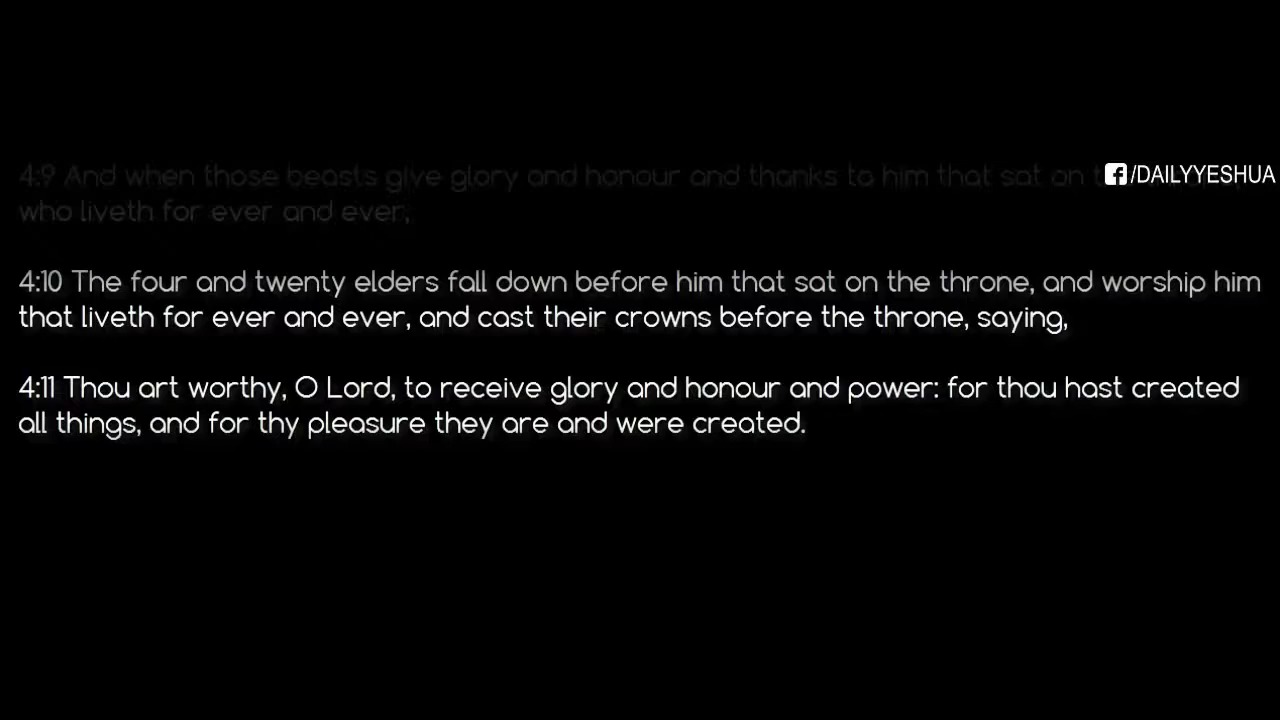 4:9 And when those beasts give glory and honour and thanks to him that sat on
/DAILYYESHUA
who liveth for ever and ever,
4:10 The four and twenty elders fall down before him that sat on the throne, and worship him
that liveth for ever and ever, and cast their crowns before the throne, saying,
4:11 Thou art worthy, O Lord, to receive glory and honour and power: for thou hast created
all things, and for thy pleasure they are and were created.